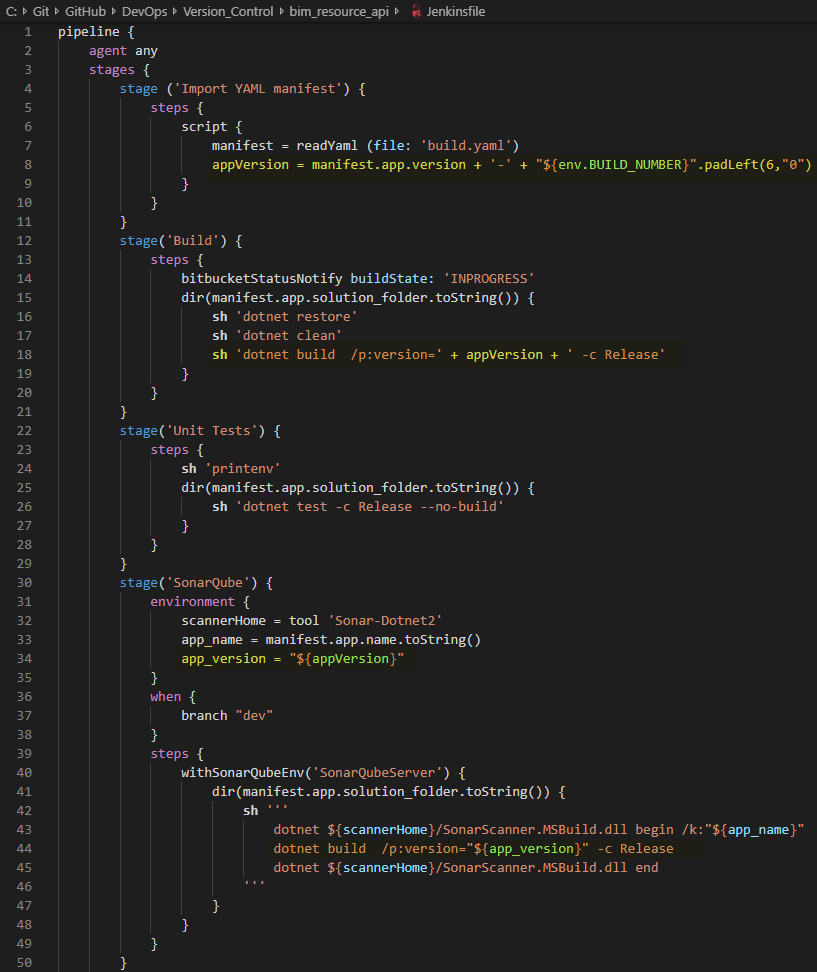 C: › Git › GitHub › DevOps › Version_Control › bim_resource_api › Jenkinsfile
1 pipeline {
2     agent any
3     stages {
4         stage ('Import YAML manifest') {
5             steps {
6                 script {
7                     manifest = readYaml (file: 'build.yaml')
8                     appVersion = manifest.app.version + '-' + "${env.BUILD_NUMBER}".padLeft(6,"0")
9                 }
10             }
11         }
12         stage('Build') {
13             steps {
14                 bitbucketStatusNotify buildState: 'INPROGRESS'
15                 dir(manifest.app.solution_folder.toString()) {
16                     sh 'dotnet restore'
17                     sh 'dotnet clean'
18                     sh 'dotnet build  /p:version=' + appVersion + ' -c Release'
19                 }
20             }
21         }
22         stage('Unit Tests') {
23             steps {
24                 sh 'printenv'
25                 dir(manifest.app.solution_folder.toString()) {
26                     sh 'dotnet test -c Release --no-build'
27                 }
28             }
29         }
30         stage('SonarQube') {
31             environment {
32                 scannerHome = tool 'Sonar-Dotnet2'
33                 app_name = manifest.app.name.toString()
34                 app_version = "${appVersion}"
35             }
36             when {
37                 branch "dev"
38             }
39             steps {
40                 withSonarQubeEnv('SonarQubeServer') {
41                     dir(manifest.app.solution_folder.toString()) {
42                         sh '''
43                             dotnet ${scannerHome}/SonarScanner.MSBuild.dll begin /k:"${app_name}"
44                             dotnet build  /p:version="${app_version}" -c Release
45                             dotnet ${scannerHome}/SonarScanner.MSBuild.dll end
46                         '''
47                     }
48                 }
49             }
50         }